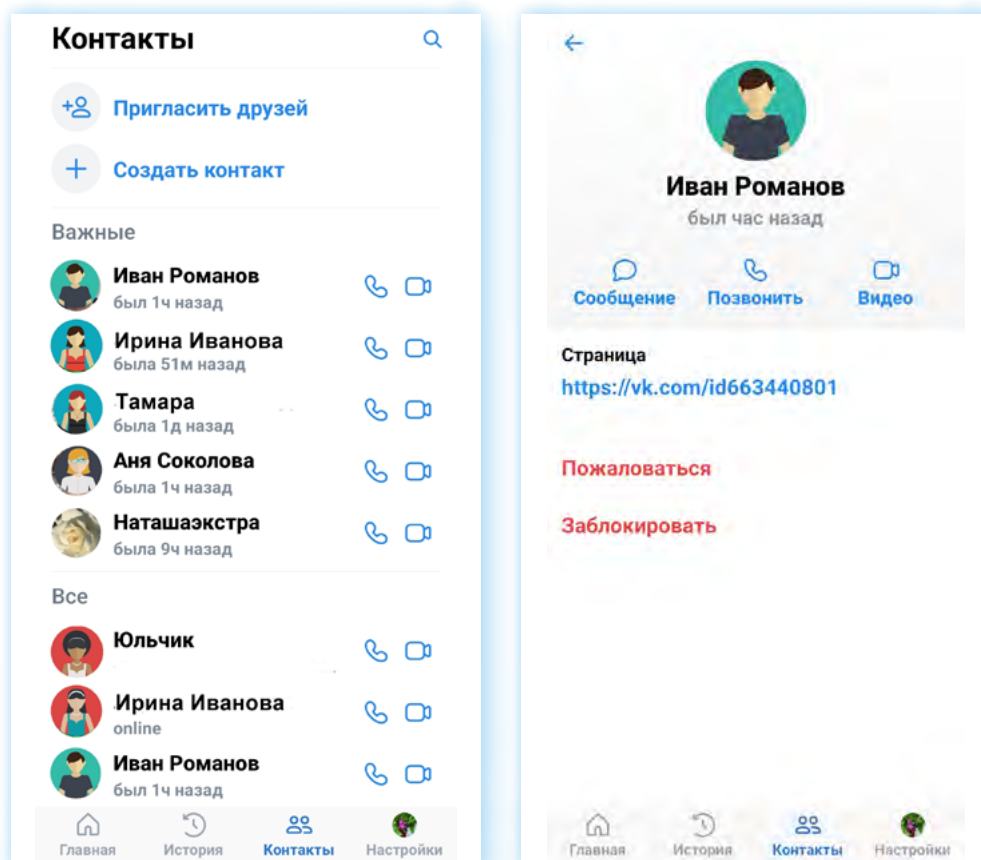 Контакты
Пригласить друзей
Создать контакт
Важные
Иван Романов
был 1ч назад
Ирина Иванова
была 51м назад
Тамара
была 1д назад
Аня Соколова
была 1ч назад
Наташаэкстра
была 9ч назад
Все
Юльчик
Ирина Иванова
online
Иван Романов
был 1ч назад
Главная История Контакты Настройки
Иван Романов
был час назад
Сообщение Позвонить Видео
Страница
https://vk.com/id663440801
Пожаловаться
Заблокировать
Главная История Контакты Настройки